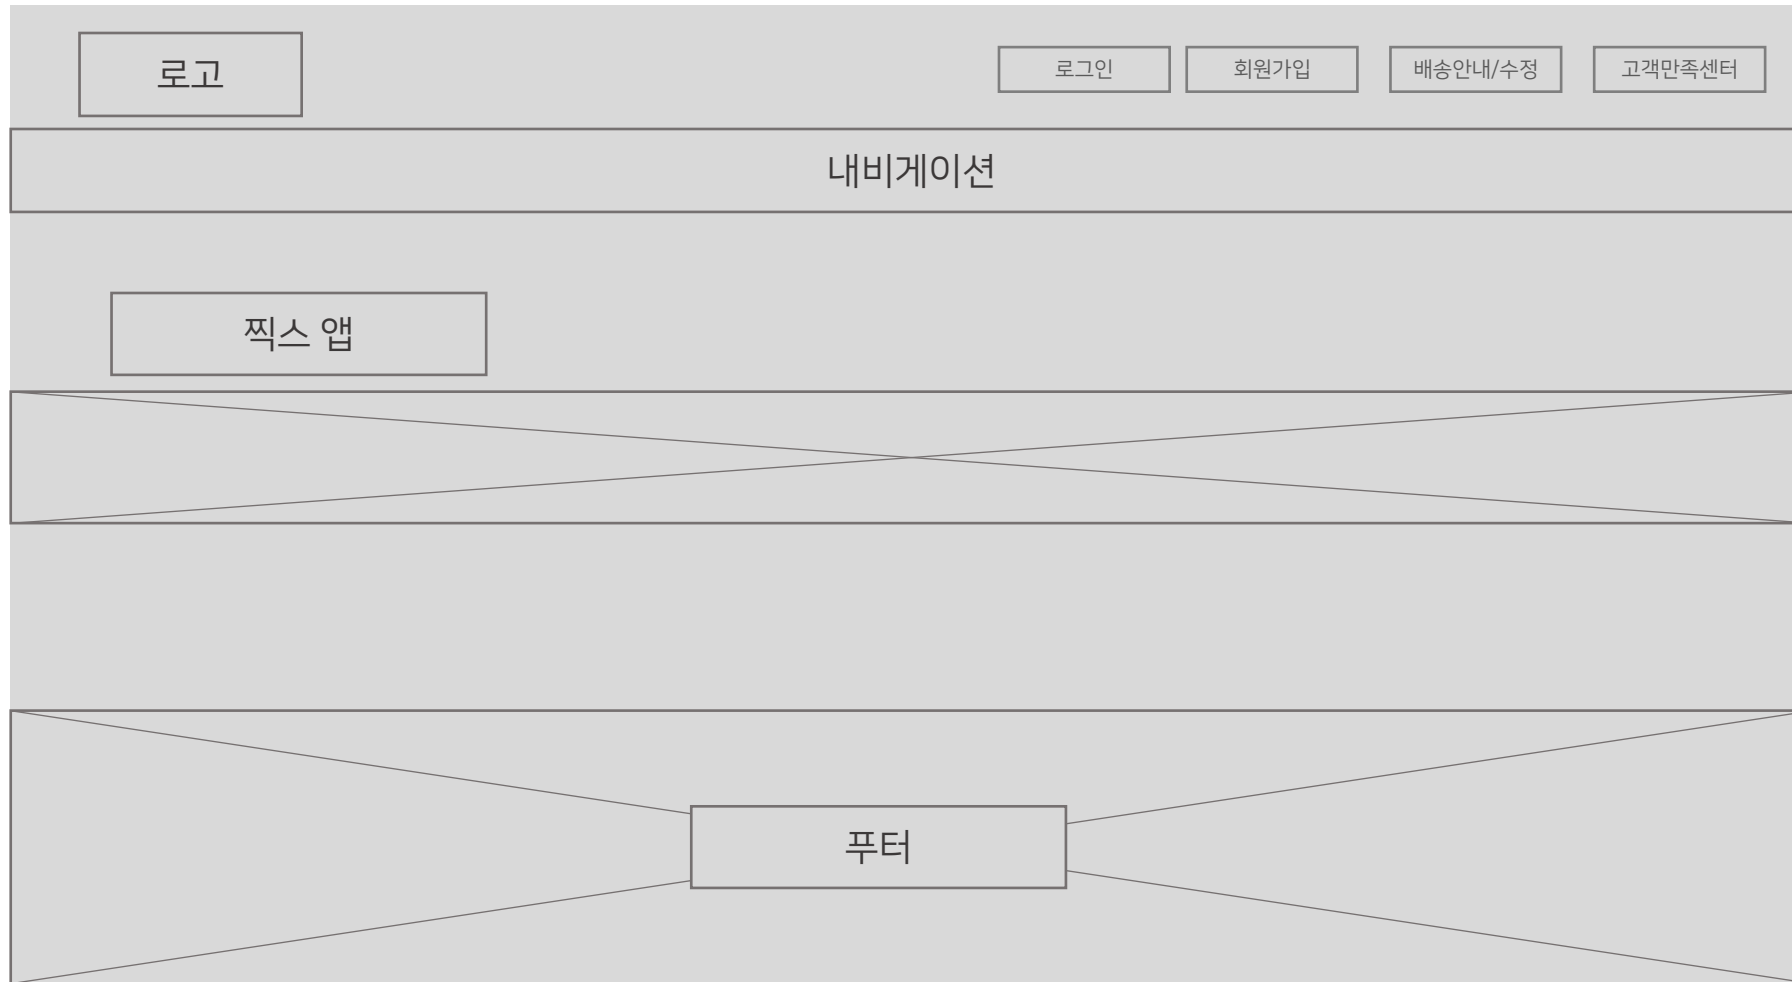 로고
로그인
회원가입
배송안내/수정
고객만족센터
내비게이션
찍스 앱
푸터